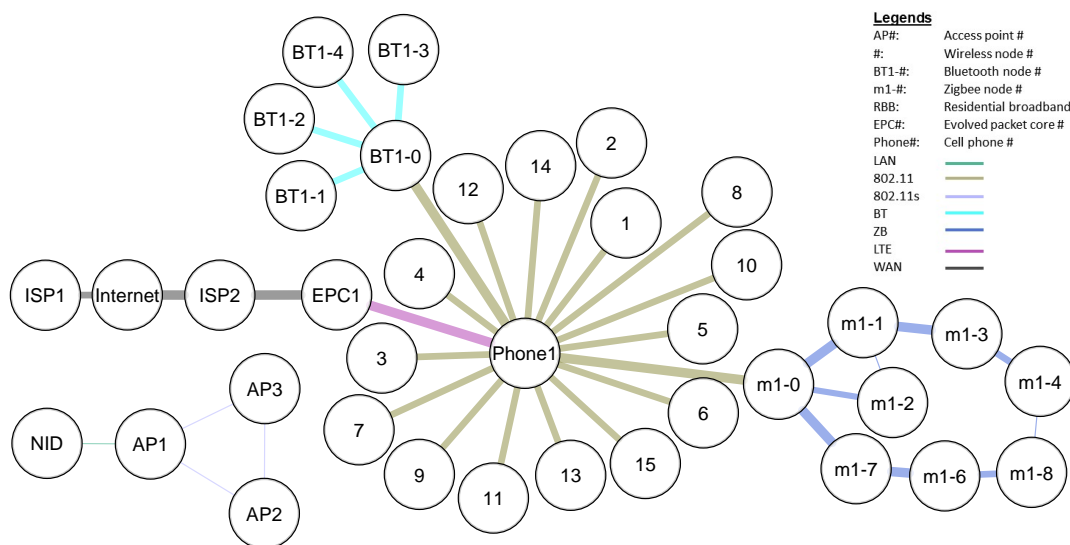 Legends
AP#: Access point #
#: Wireless node #
BT1-#: Bluetooth node #
m1-#: Zigbee node #
RBB: Residential broadband
EPC#: Evolved packet core #
Phone#: Cell phone #
LAN
802.11
802.11s
BT
ZB
LTE
WAN
BT1-4
BT1-3
BT1-2
BT1-0
BT1-1
12
14
2
1
8
10
4
5
3
6
7
9
11
13
15
ISP1
Internet
ISP2
EPC1
Phone1
NID
AP1
AP3
AP2
m1-0
m1-1
m1-3
m1-4
m1-2
m1-7
m1-6
m1-8